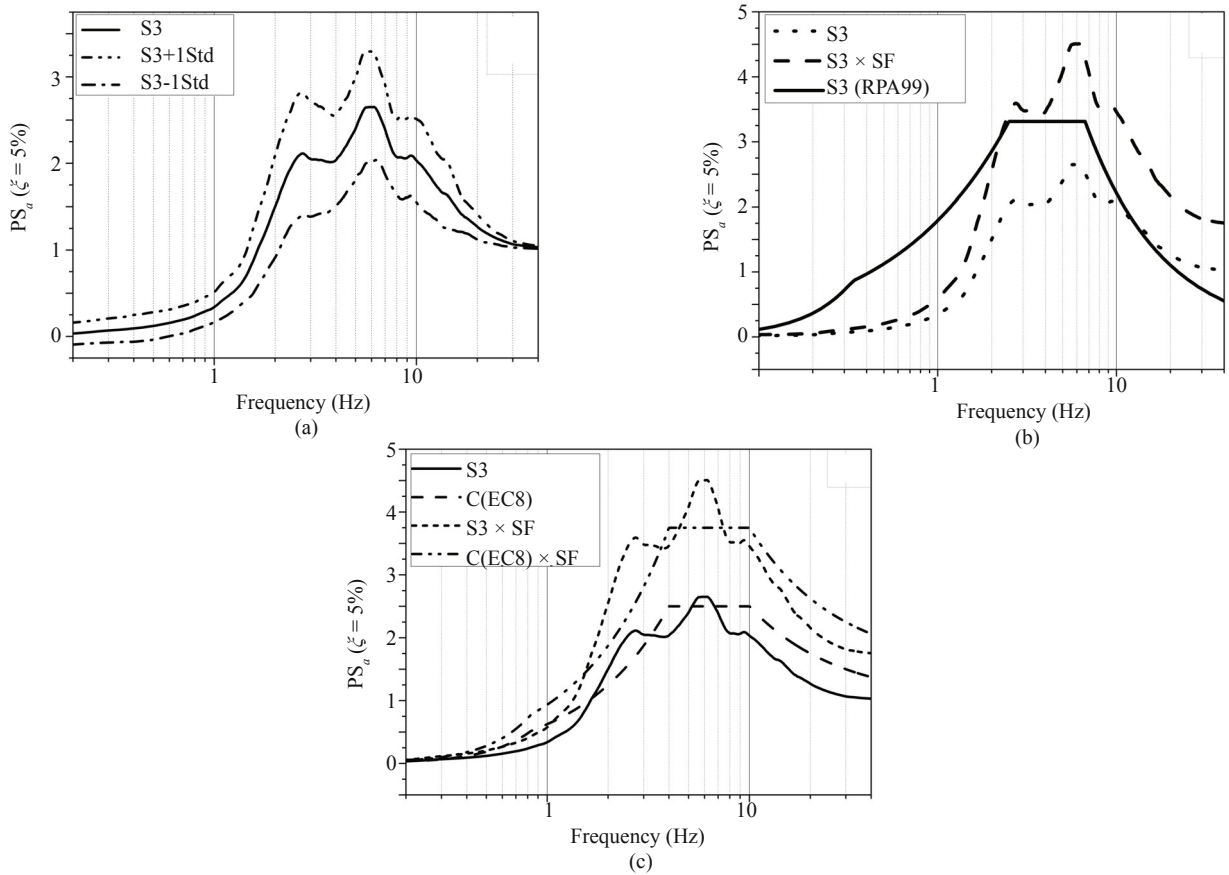 S3
S3+1Std
S3-1Std
3
2
1
0
PSa (ξ = 5%)
1
10
Frequency (Hz)
(a)
5
4
3
2
1
0
PSa (ξ = 5%)
S3
S3 × SF
S3 (RPA99)
1
10
Frequency (Hz)
(b)
5
4
3
2
1
0
PSa (ξ = 5%)
S3
C(EC8)
S3 × SF
C(EC8) × SF
1
10
Frequency (Hz)
(c)